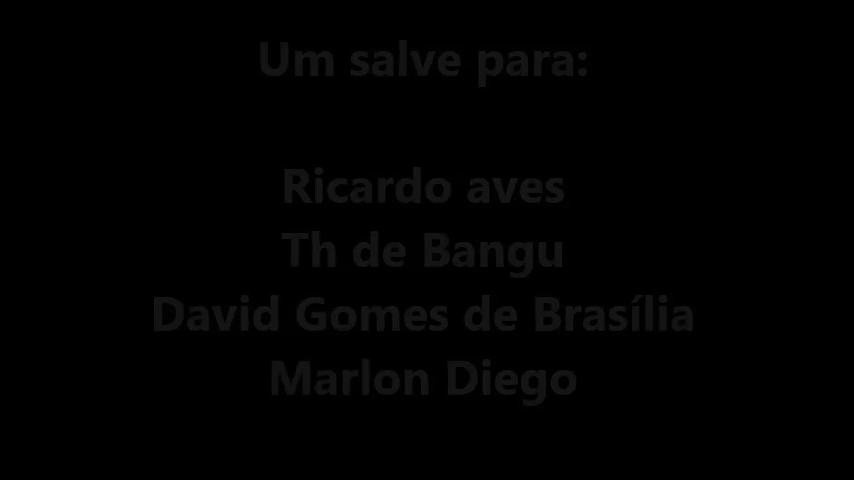 Um salve para:
Ricardo aves
Th de Bangu
David Gomes de Brasília
Marlon Diego